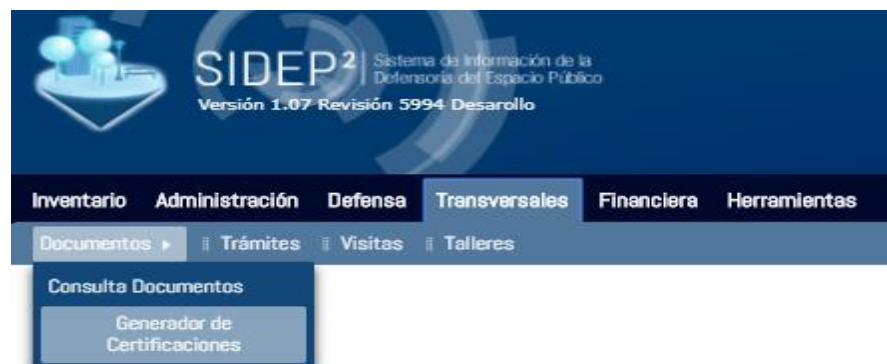 SIDEP² Sistema de Información de la
Defensoría del Espacio Público
Versión 1.07 Revisión 5994 Desarollo
Inventario Administración Defensa Transversales Financiera Herramientas
Documentos Trámites Visitas Talleres
Consulta Documentos
Generador de
Certificaciones